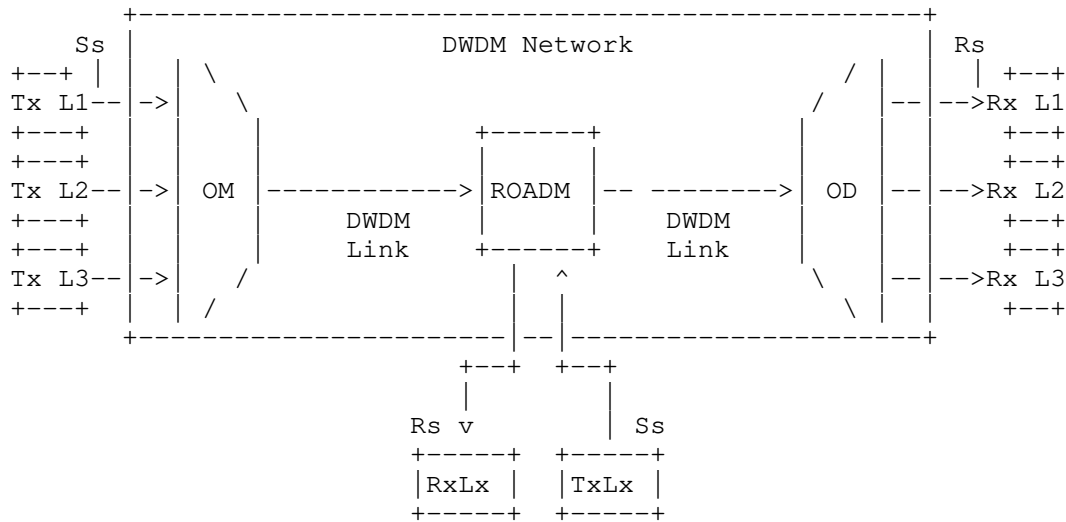 DWDM Network
Ss Rs
Tx L1 Rx L1
Tx L2 OM ROADM OD Rx L2
DWDM DWDM
Link Link
Tx L3 Rx L3
Rs v Ss
RxLx TxLx